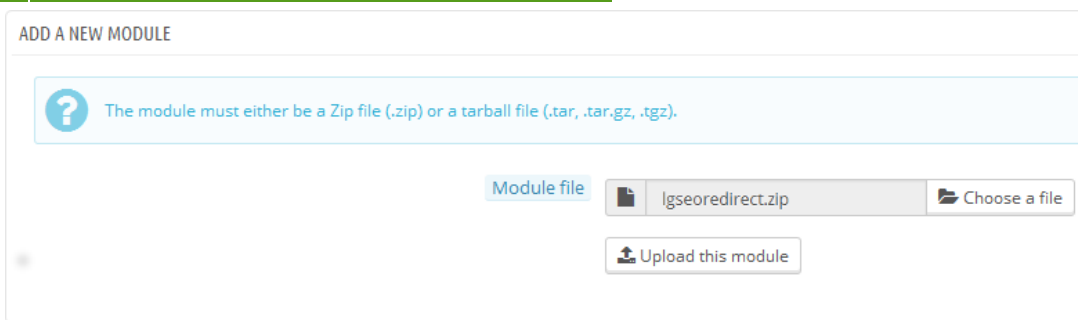 ADD A NEW MODULE
The module must either be a Zip file (.zip) or a tarball file (.tar, .tar.gz, .tgz).
Module file lgseoredirect.zip Choose a file
Upload this module